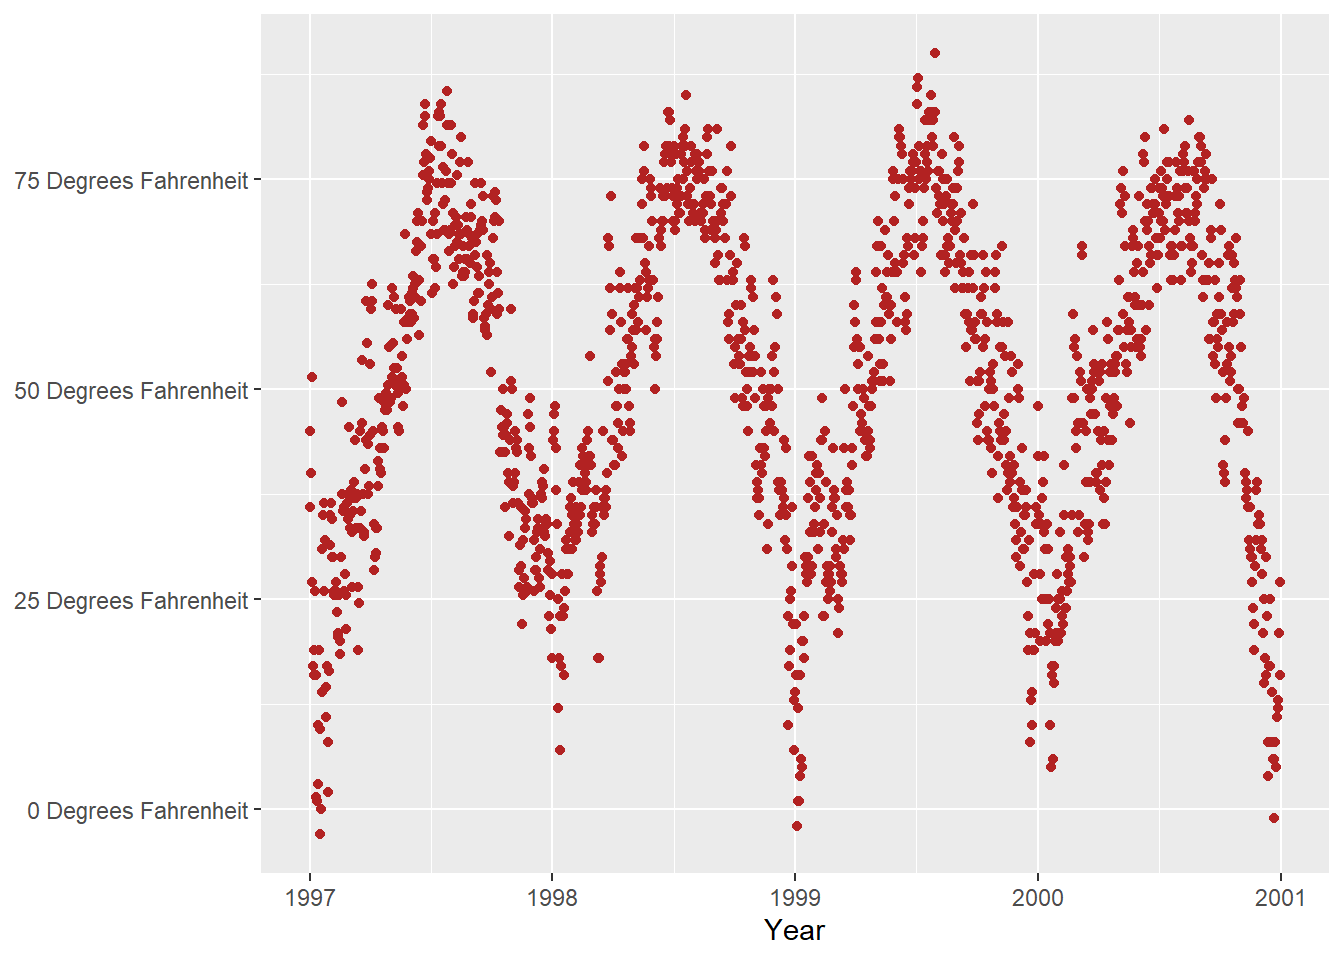 75 Degrees Fahrenheit
50 Degrees Fahrenheit
25 Degrees Fahrenheit
0 Degrees Fahrenheit
1997 1998 1999 2000 2001
Year